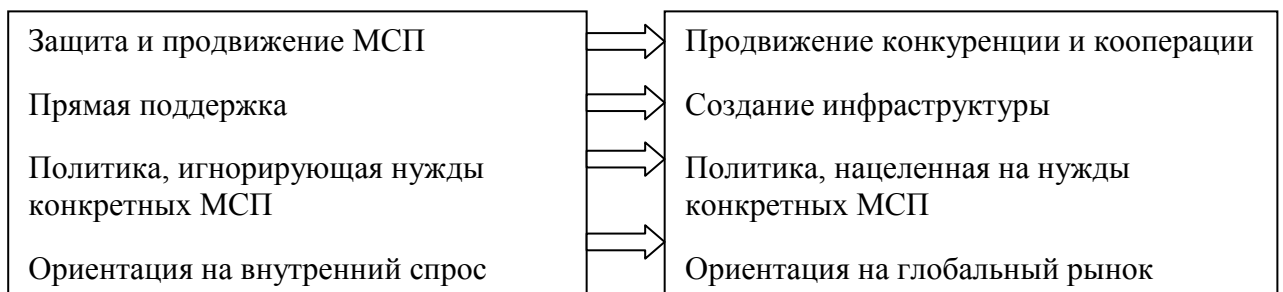 Защита и продвижение МСП
Прямая поддержка
Политика, игнорирующая нужды
конкретных МСП
Ориентация на внутренний спрос
Продвижение конкуренции и кооперации
Создание инфраструктуры
Политика, нацеленная на нужды
конкретных МСП
Ориентация на глобальный рынок